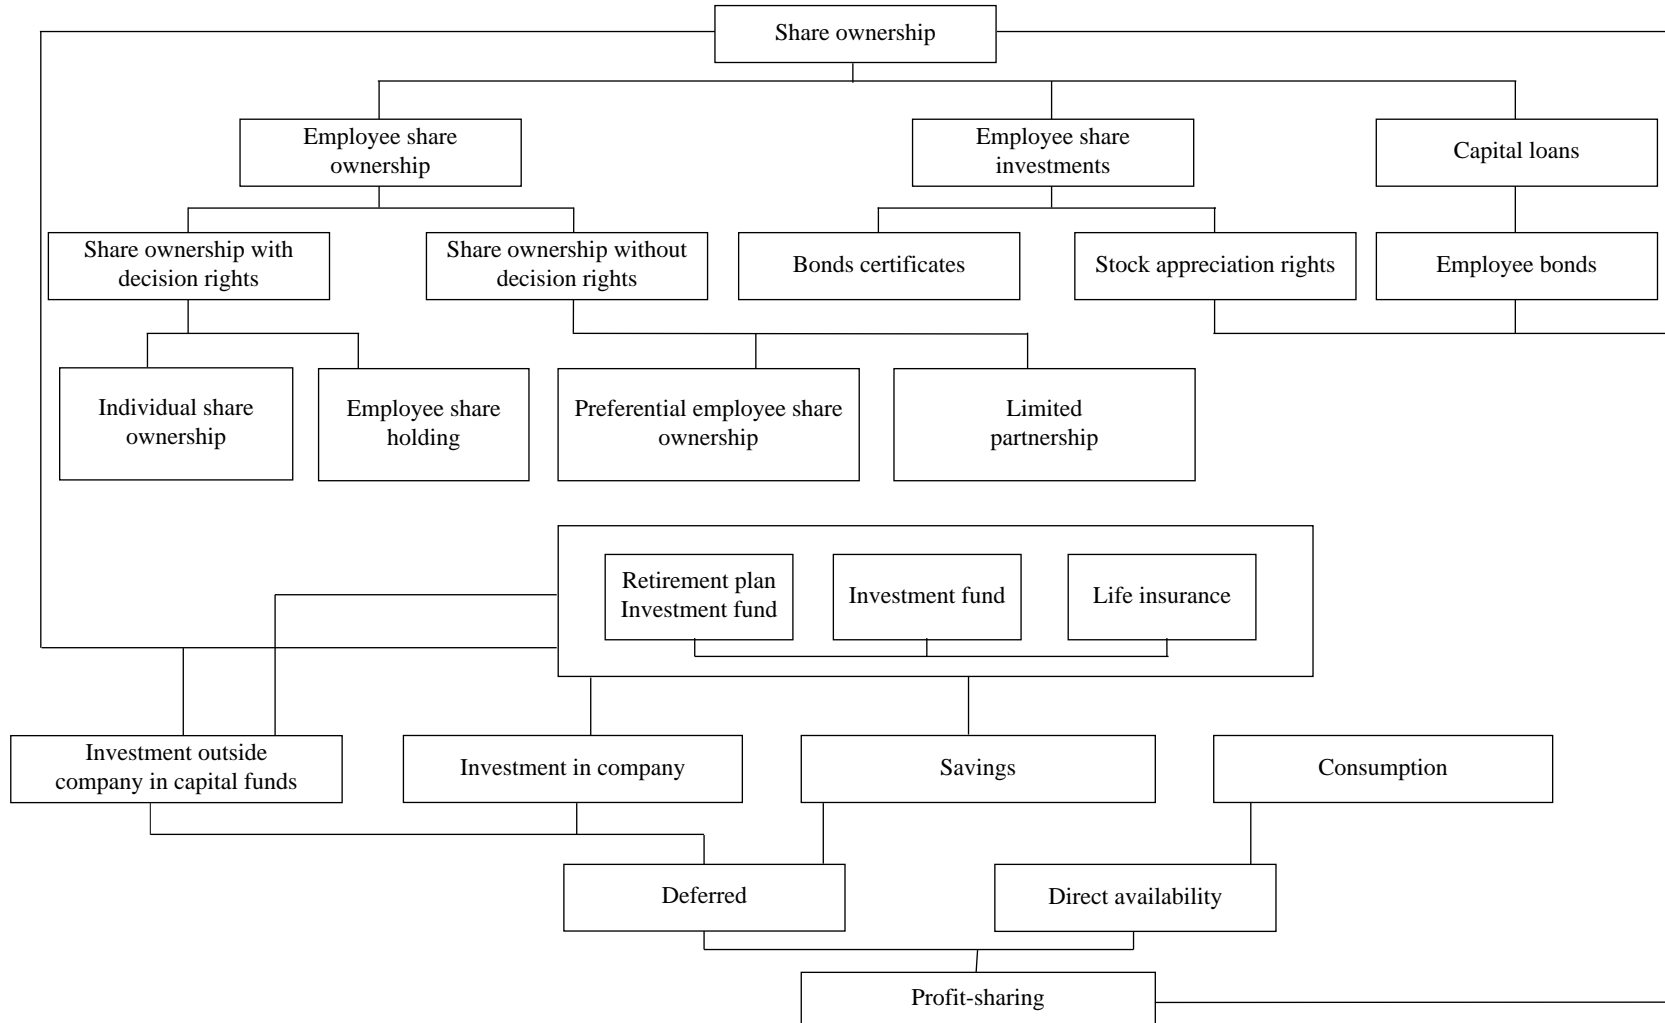 Share ownership
Employee share
ownership
Employee share
investments
Capital loans
Share ownership with
decision rights
Share ownership without
decision rights
Bonds certificates
Stock appreciation rights
Employee bonds
Individual share
ownership
Employee share
holding
Preferential employee share
ownership
Limited
partnership
Retirement plan
Investment fund
Investment fund
Life insurance
Investment outside
company in capital funds
Investment in company
Savings
Consumption
Deferred
Direct availability
Profit-sharing